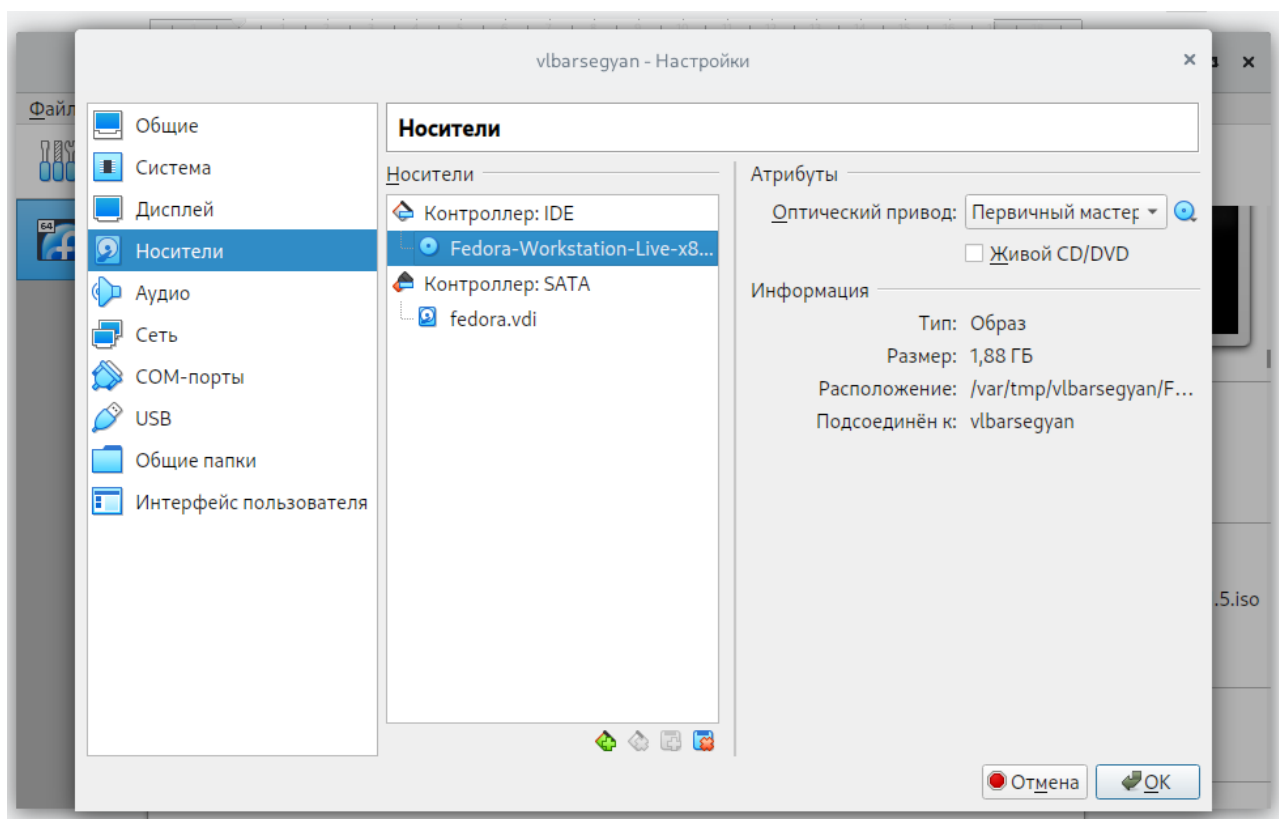 vlbarsegyan - Настройки
Файл
64
Общие
Система
Дисплей
Носители
Аудио
Сеть
COM-порты
USB
Общие папки
Интерфейс пользователя
Носители
Носители
Контроллер: IDE
Fedora-Workstation-Live-x8...
Контроллер: SATA
fedora.vdi
Атрибуты
Оптический привод: Первичный мастер
Живой CD/DVD
Информация
Тип: Образ
Размер: 1,88 ГБ
Расположение: /var/tmp/vlbarsegyan/F...
Подсоединён к: vlbarsegyan
.5.iso
Отмена
OK